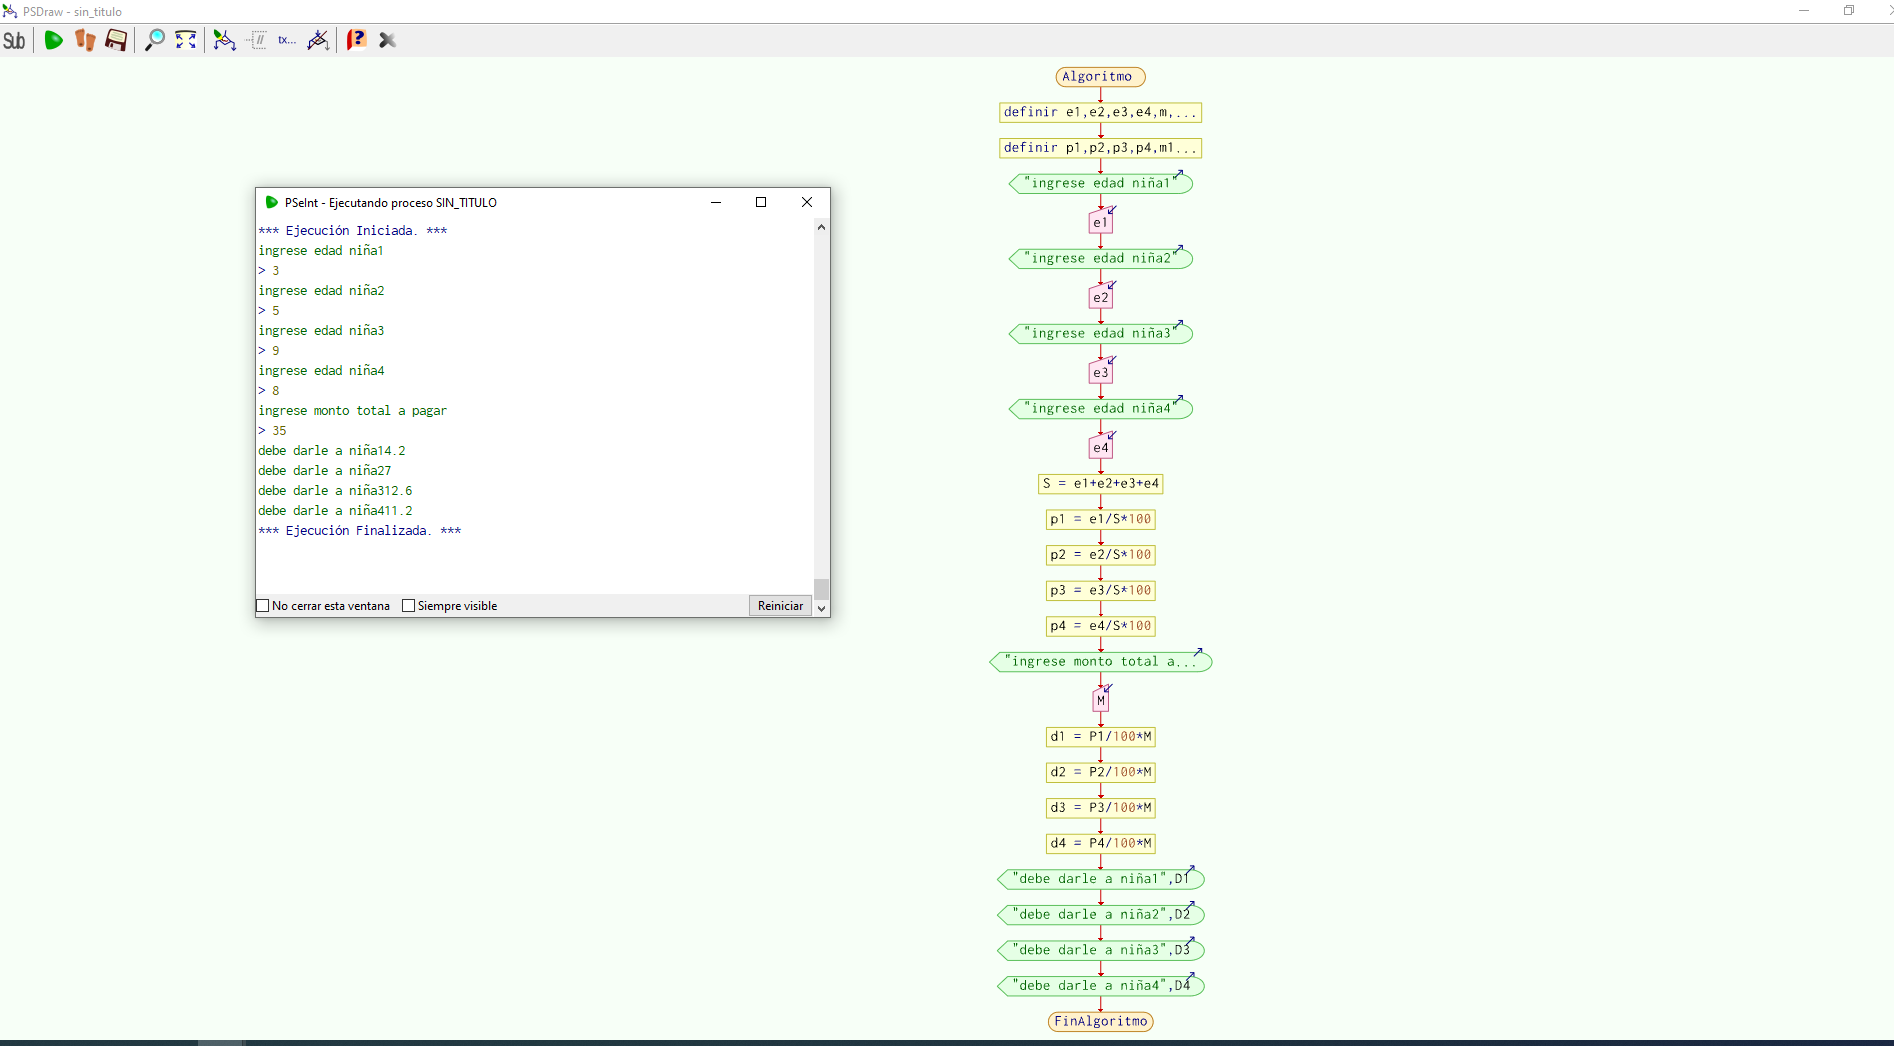 PSDraw - sin_titulo
Sub
tx...
PSeInt - Ejecutando proceso SIN_TITULO
*** Ejecución Iniciada. ***
ingrese edad niña1
> 3
ingrese edad niña2
> 5
ingrese edad niña3
> 9
ingrese edad niña4
> 8
ingrese monto total a pagar
> 35
debe darle a niña14.2
debe darle a niña27
debe darle a niña312.6
debe darle a niña411.2
*** Ejecución Finalizada. ***
No cerrar esta ventana Siempre visible Reiniciar
Algoritmo
definir e1,e2,e3,e4,m,...
definir p1,p2,p3,p4,m1...
"ingrese edad niña1"
e1
"ingrese edad niña2"
e2
"ingrese edad niña3"
e3
"ingrese edad niña4"
e4
S = e1+e2+e3+e4
p1 = e1/S*100
p2 = e2/S*100
p3 = e3/S*100
p4 = e4/S*100
"ingrese monto total a...
M
d1 = P1/100*M
d2 = P2/100*M
d3 = P3/100*M
d4 = P4/100*M
"debe darle a niña1",D1
"debe darle a niña2",D2
"debe darle a niña3",D3
"debe darle a niña4",D4
FinAlgoritmo